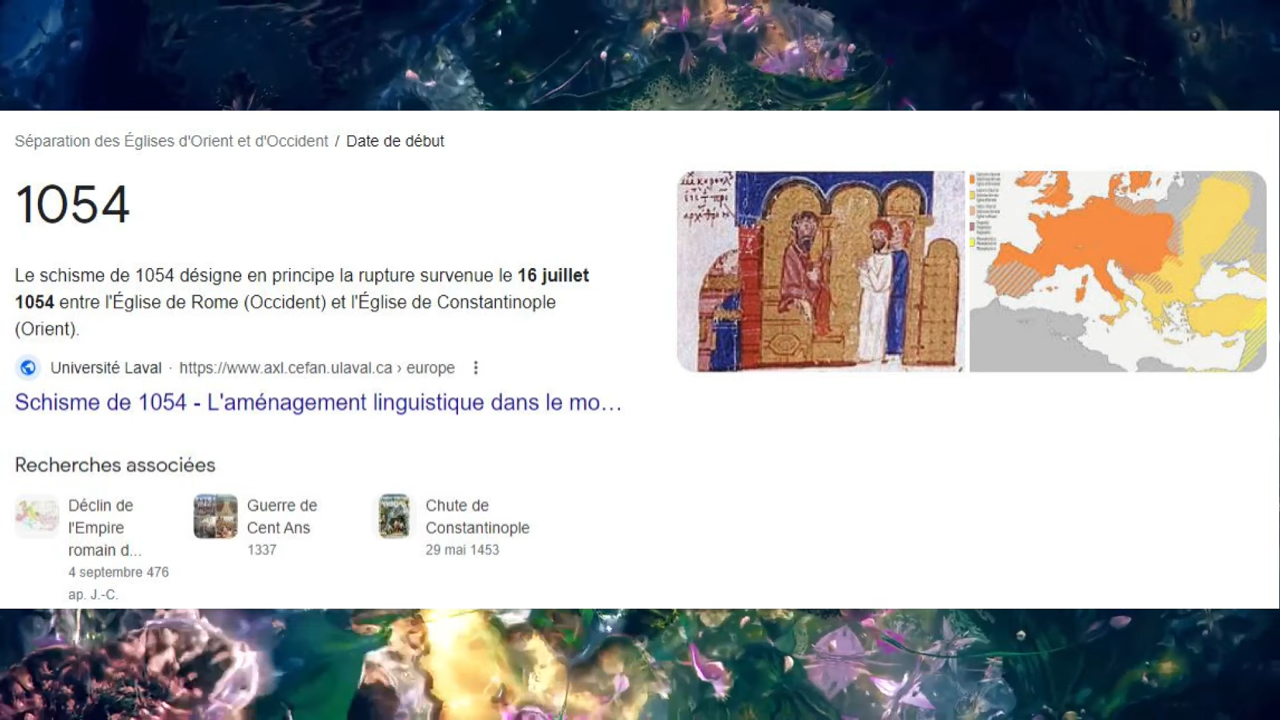 Séparation des Églises d'Orient et d'Occident / Date de début
1054
Le schisme de 1054 désigne en principe la rupture survenue le 16 juillet
1054 entre l'Église de Rome (Occident) et l'Église de Constantinople
(Orient).
Université Laval · https://www.axl.cefan.ulaval.ca › europe
Schisme de 1054 - L'aménagement linguistique dans le mo…
Recherches associées
Déclin de
l'Empire
romain d...
4 septembre 476
ap. J.-C.
Guerre de
Cent Ans
1337
Chute de
Constantinople
29 mai 1453